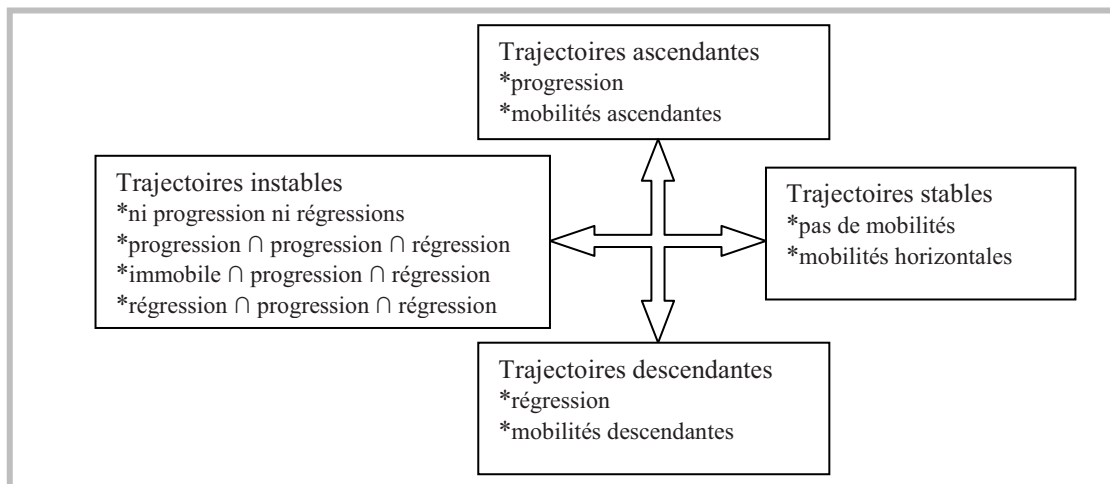 Trajectoires ascendantes
*progression
*mobilités ascendantes
Trajectoires instables
*ni progression ni régressions
*progression ∩ progression ∩ régression
*immobile ∩ progression ∩ régression
*régression ∩ progression ∩ régression
Trajectoires stables
*pas de mobilités
*mobilités horizontales
Trajectoires descendantes
*régression
*mobilités descendantes